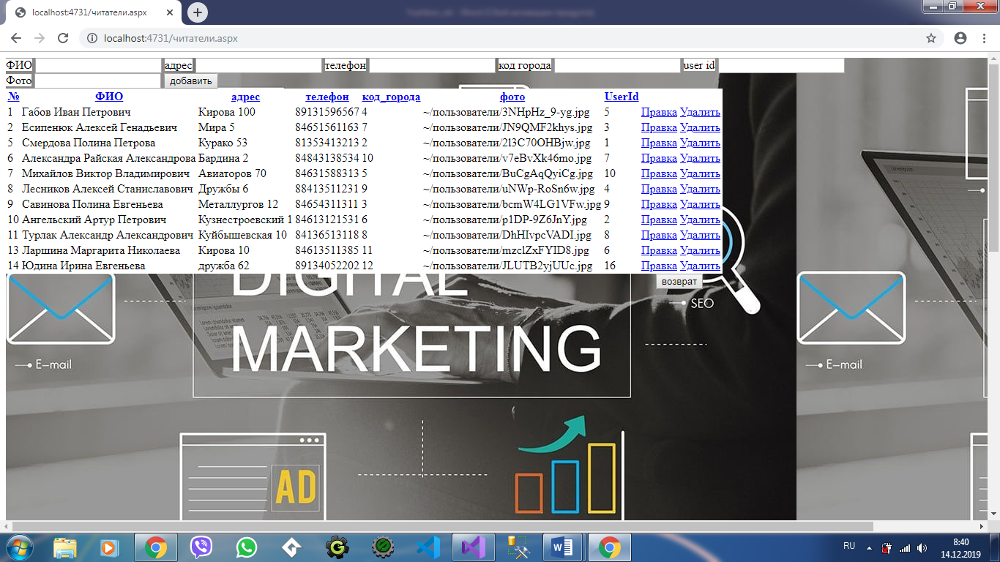 localhost:4731/читатели.aspx
localhost:4731/читатели.aspx
ФИО адрес телефон код города user id
Фото добавить
№ ФИО адрес телефон код_города фото UserId
1 Габов Иван Петрович Кирова 100 89131596567 4 ~/пользователи/3NHpHz_9-yg.jpg 5 Правка Удалить
2 Есипенюк Алексей Генадьевич Мира 5 84651561163 7 ~/пользователи/JN9QMF2khys.jpg 3 Правка Удалить
5 Смердова Полина Петрова Курако 53 81353413213 2 ~/пользователи/2l3C70OHBjw.jpg 1 Правка Удалить
6 Александра Райская Александрова Бардина 2 84843138534 10 ~/пользователи/v7eBvXk46mo.jpg 7 Правка Удалить
7 Михайлов Виктор Владимирович Авиаторов 70 84631588313 5 ~/пользователи/BuCgAqQyiCg.jpg 10 Правка Удалить
8 Лесников Алексей Станиславович Дружбы 6 88413511231 9 ~/пользователи/uNWp-RoSn6w.jpg 4 Правка Удалить
9 Савинова Полина Евгеньева Металлургов 12 84654311311 3 ~/пользователи/bcmW4LG1VFw.jpg 9 Правка Удалить
10 Ангельский Артур Петрович Кузнестроевский 1 84613121531 6 ~/пользователи/p1DP-9Z6JnY.jpg 2 Правка Удалить
11 Турлак Александр Александрович Куйбышевская 10 84136513118 8 ~/пользователи/DhHIvpcVADI.jpg 8 Правка Удалить
13 Ларшина Маргарита Николаева Кирова 10 84613511385 11 ~/пользователи/mzclZxFYID8.jpg 6 Правка Удалить
14 Юдина Ирина Евгеньева дружба 62 89134052202 12 ~/пользователи/JLUTB2yjUUc.jpg 16 Правка Удалить
возврат
DIGITAL
MARKETING
SEO
E-mail
E-mail
AD
RU
8:40
14.12.2019